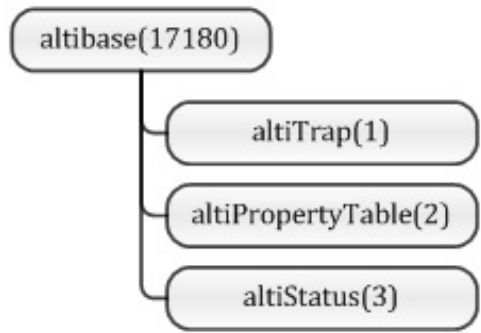 altibase(17180)
altiTrap(1)
altiPropertyTable(2)
altiStatus(3)